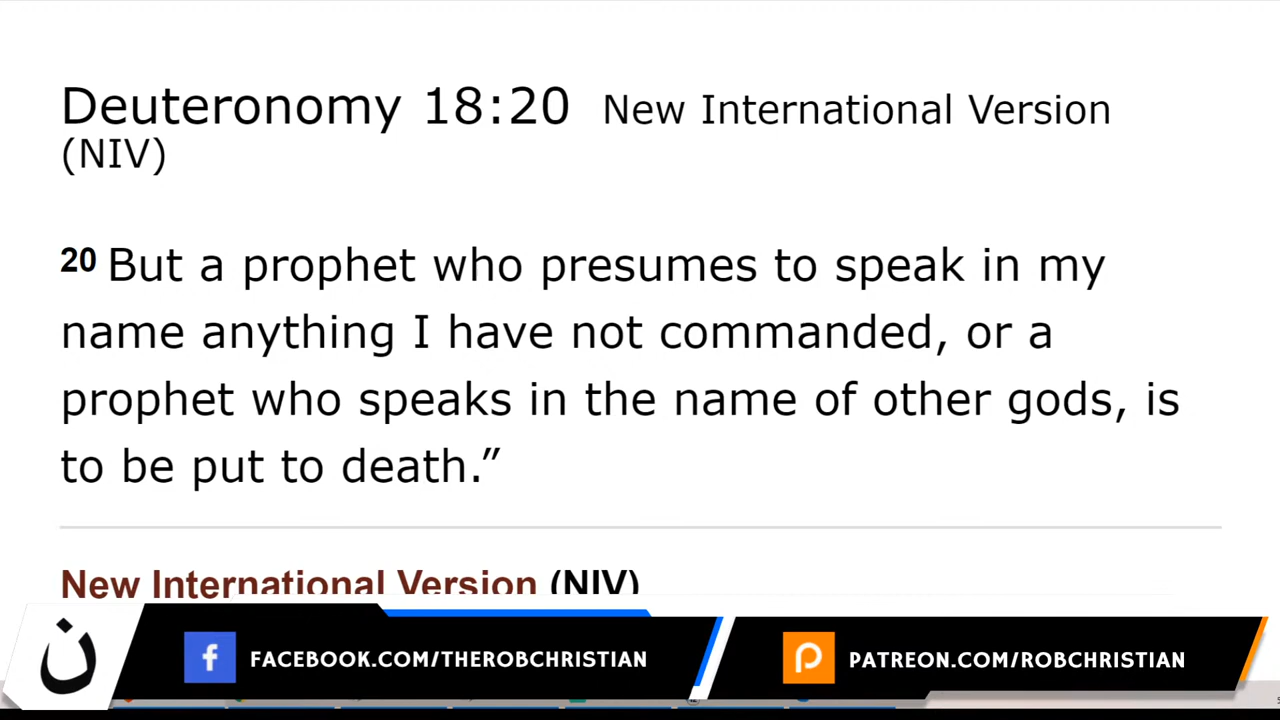 Deuteronomy 18:20 New International Version
(NIV)
20 But a prophet who presumes to speak in my
name anything I have not commanded, or a
prophet who speaks in the name of other gods, is
to be put to death.”
New International Version (NIV)
ن
f FACEBOOK.COM/THEROBCHRISTIAN
PATREON.COM/ROBCHRISTIAN